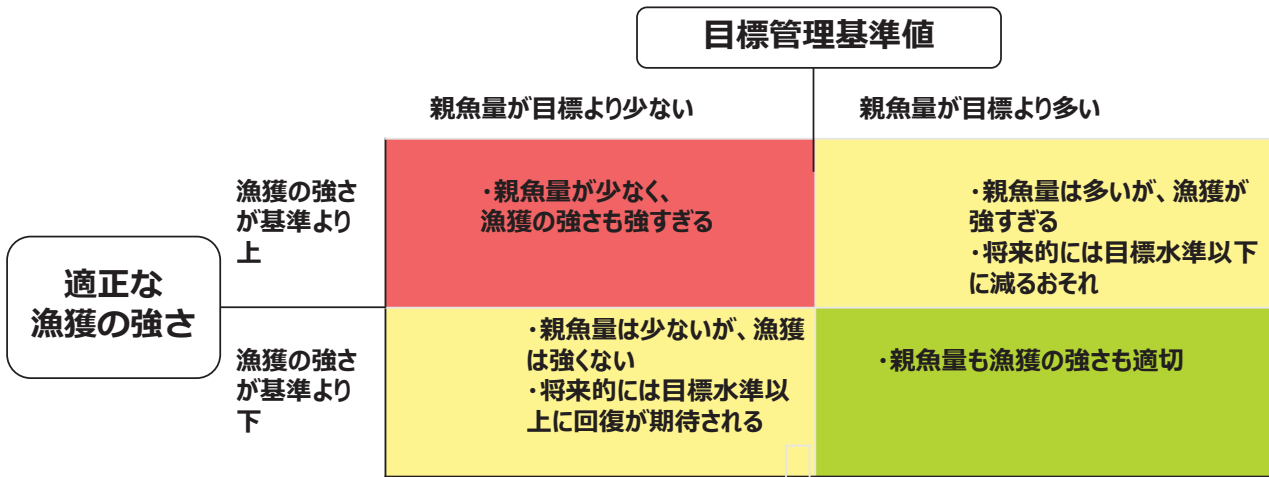 目標管理基準値
親魚量が目標より少ない
親魚量が目標より多い
漁獲の強さ
が基準より
上
・親魚量が少なく、
漁獲の強さも強すぎる
・親魚量は多いが、漁獲が
強すぎる
・将来的には目標水準以下
に減るおそれ
適正な
漁獲の強さ
漁獲の強さ
が基準より
下
・親魚量は少ないが、漁獲
は強くない
・将来的には目標水準以
上に回復が期待される
・親魚量も漁獲の強さも適切